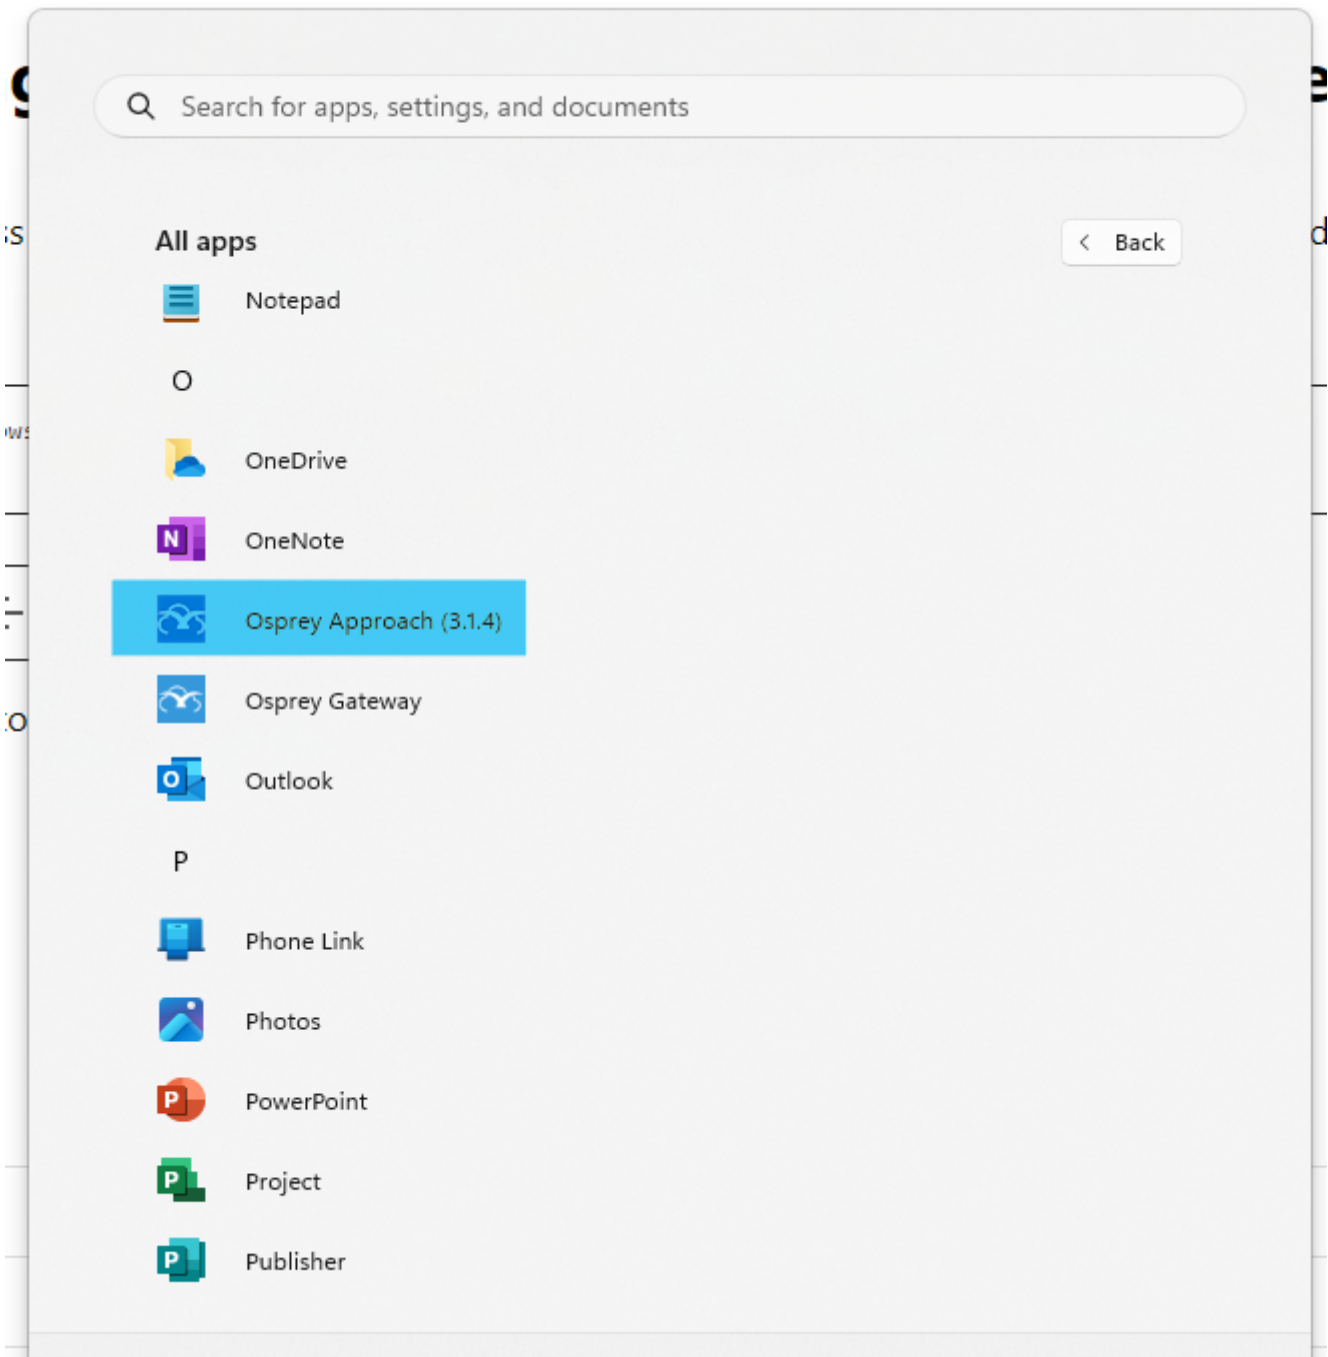 Search for apps, settings, and documents
All apps
Back
Notepad
O
OneDrive
N
OneNote
Osprey Approach (3.1.4)
Osprey Gateway
O
Outlook
P
Phone Link
Photos
P
PowerPoint
P
Project
P
Publisher